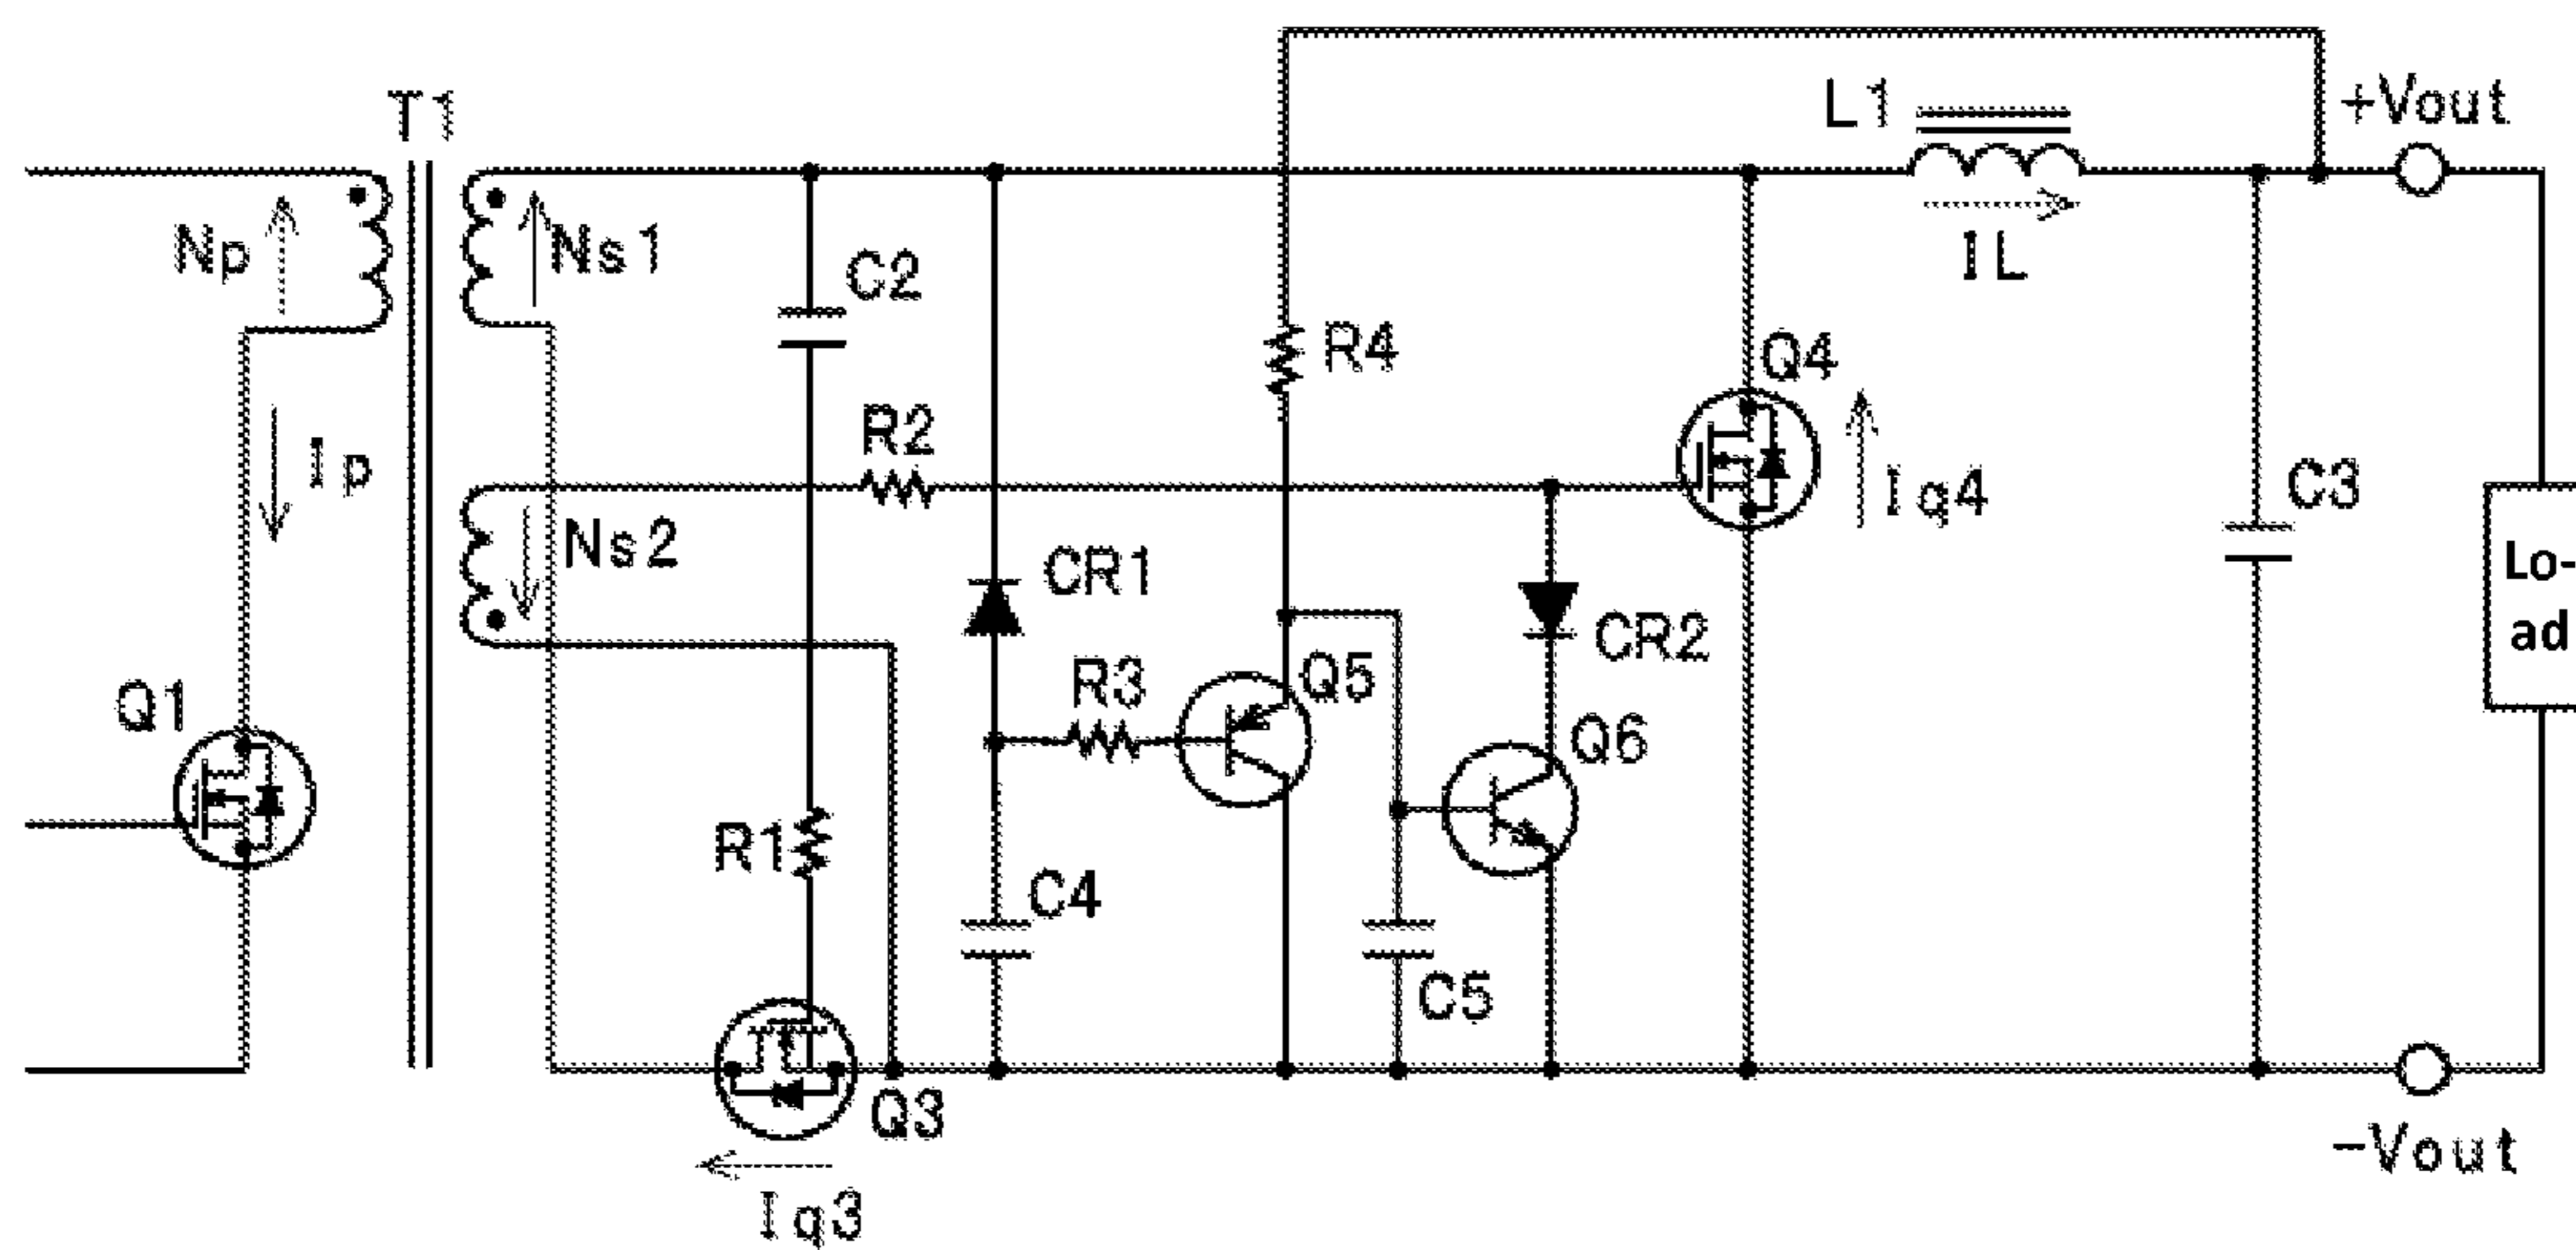 T1
L1
+Vout
Np
Ns1
C2
IL
R4
Q4
Ip
R2
Iq4
C3
Ns2
CR1
Lo-
ad
CR2
Q1
R3
Q5
Q6
R1
C4
C5
Q3
-Vout
Iq3